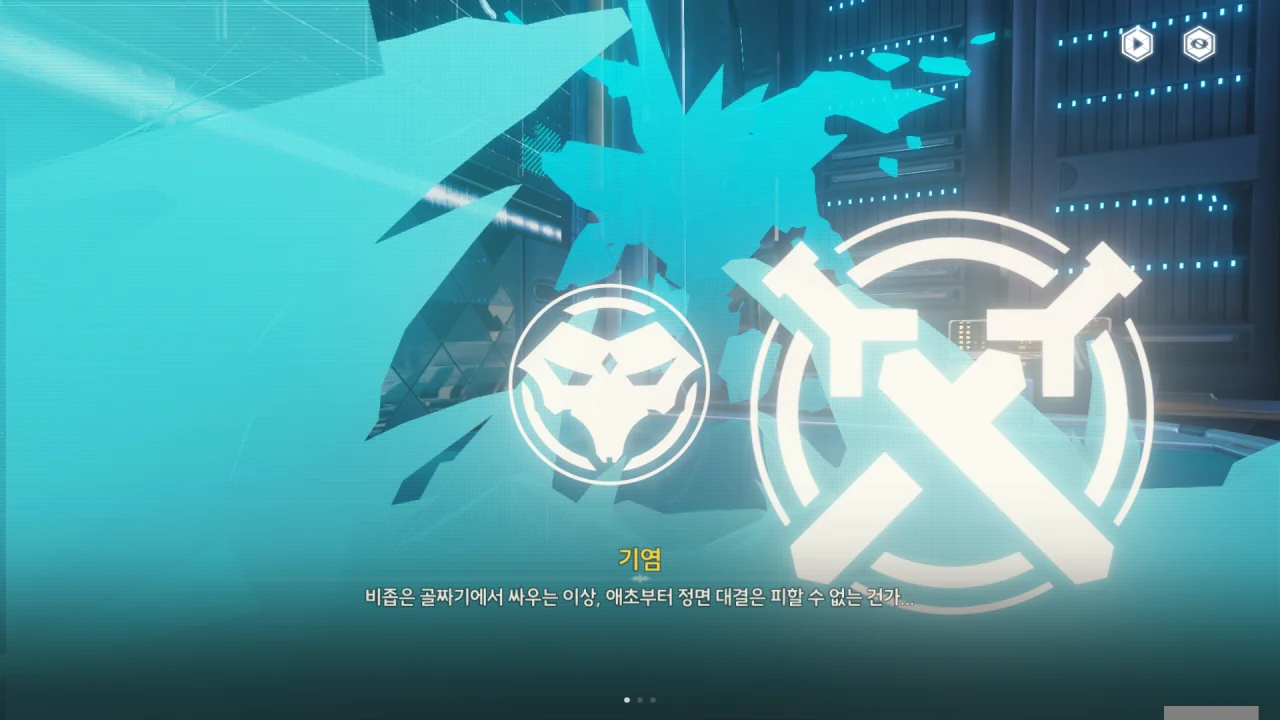 기염
비좁은 골짜기에서 싸우는 이상, 애초부터 정면 대결은 피할 수 없는 건가...